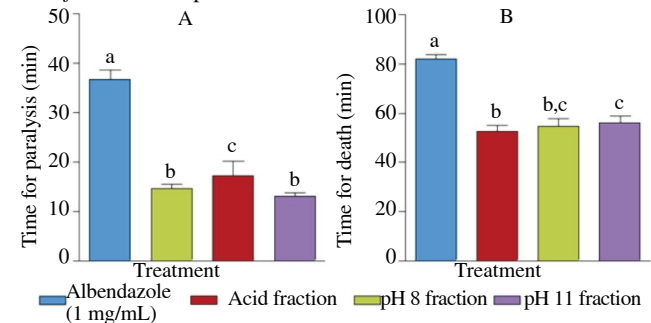 A
Time for paralysis (min)
50
40
30
20
10
0
a
b
c
b
Treatment
B
Time for death (min)
100
80
60
40
20
0
a
b
b,c
c
Treatment
Albendazole
(1 mg/mL)
Acid fraction
pH 8 fraction
pH 11 fraction